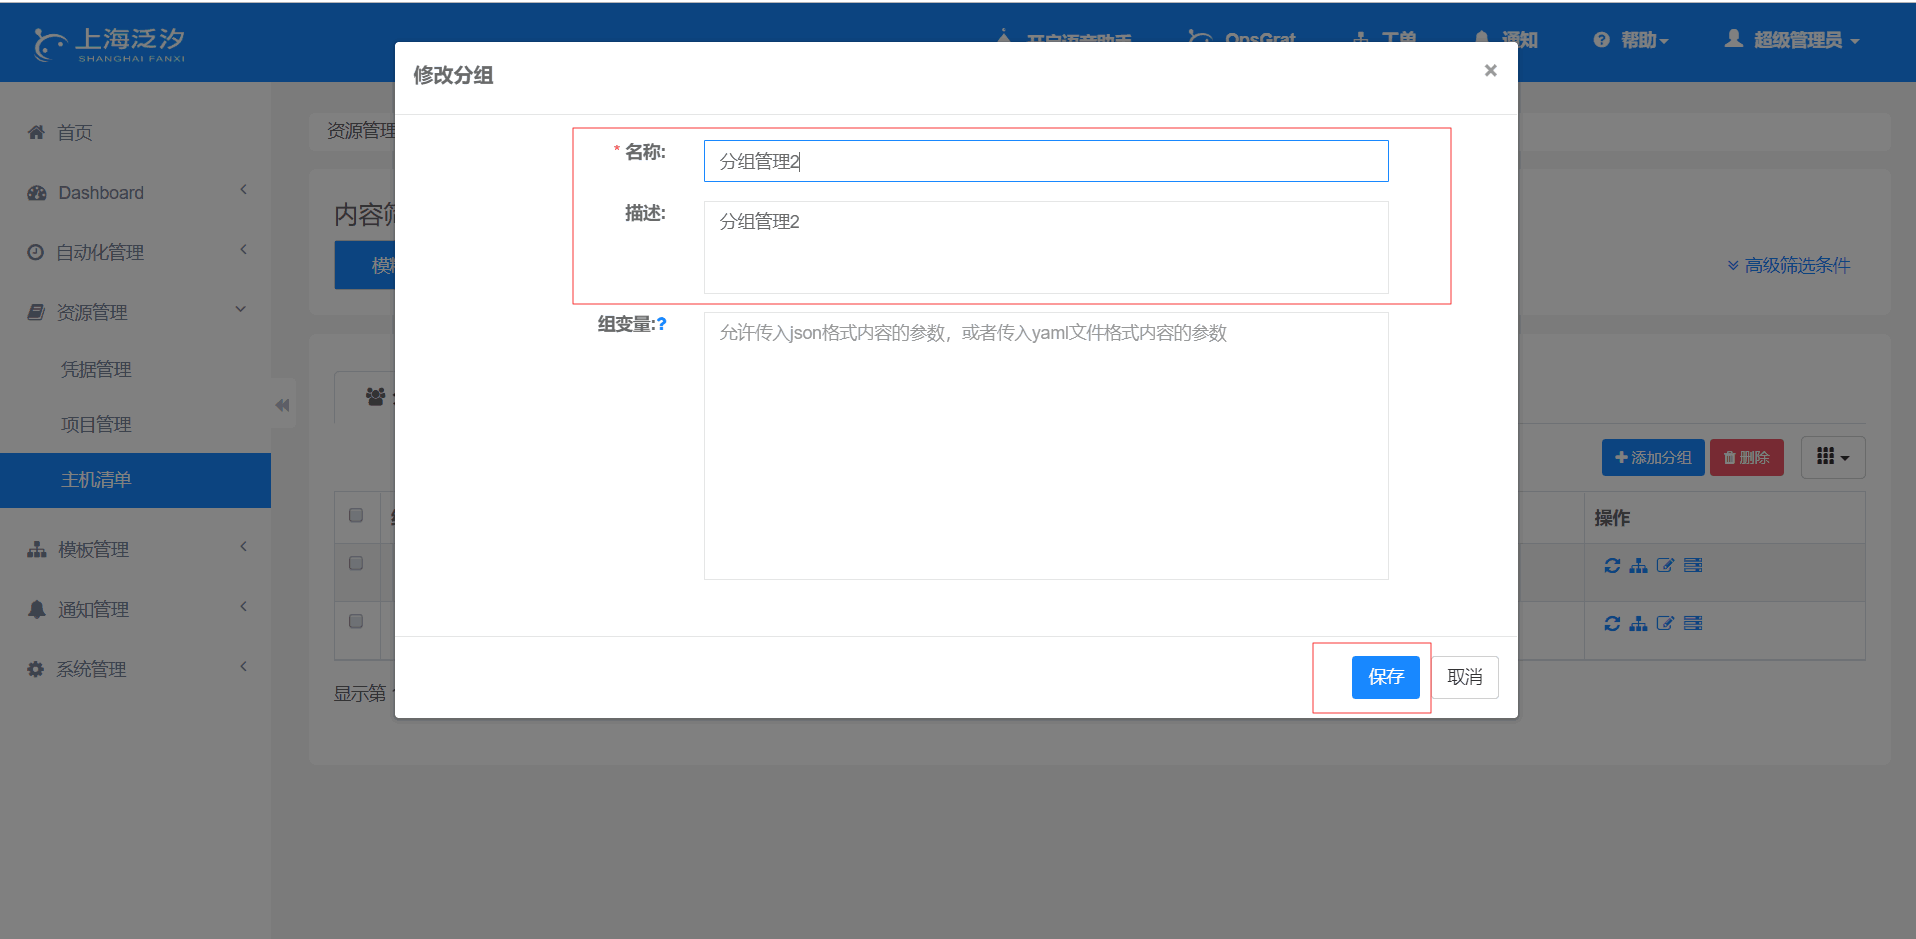 上海泛汐
SHANGHAI FANXI
开启语音助手
OpsGrat
工单
通知
帮助
超级管理员
首页
Dashboard
自动化管理
资源管理
凭据管理
项目管理
主机清单
模板管理
通知管理
系统管理
资源管理
内容筛
模糊
高级筛选条件
添加分组
删除
操作
显示第
修改分组
×
* 名称:
分组管理2
描述:
分组管理2
组变量:?
允许传入json格式内容的参数，或者传入yaml文件格式内容的参数
保存
取消